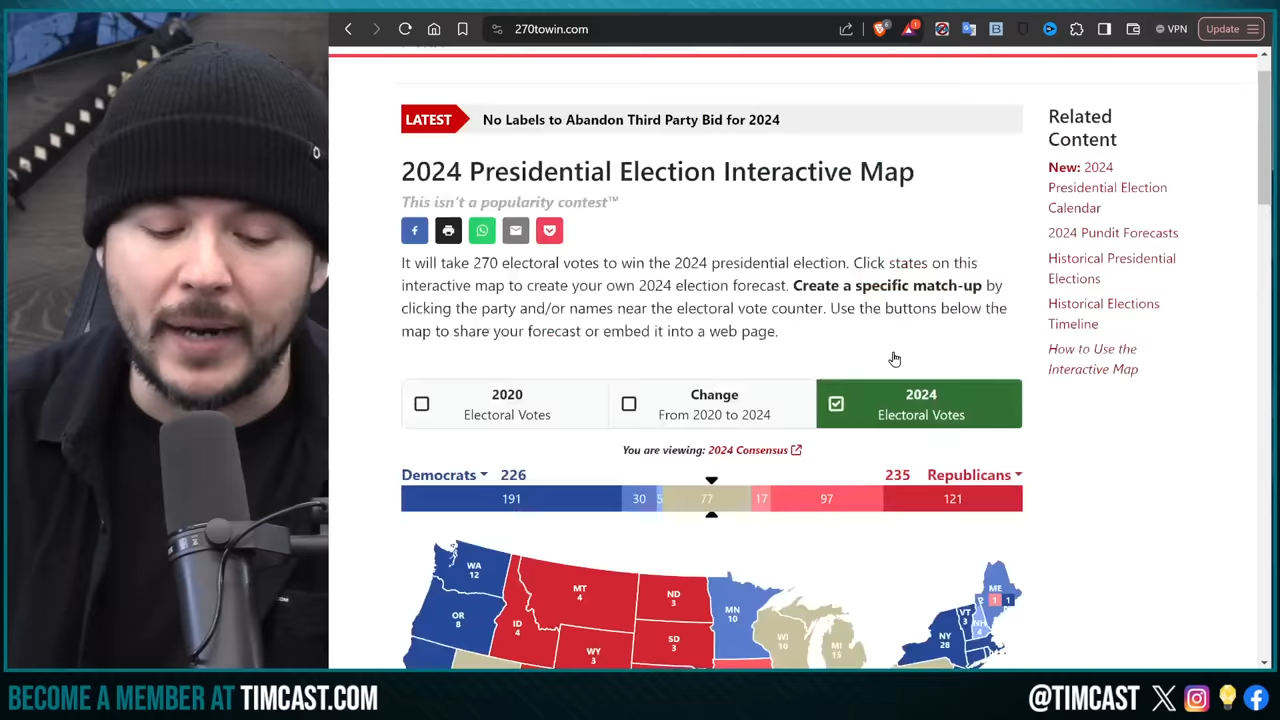 270towin.com
VPN
Update
LATEST
No Labels to Abandon Third Party Bid for 2024
2024 Presidential Election Interactive Map
This isn't a popularity contest™
It will take 270 electoral votes to win the 2024 presidential election. Click states on this
interactive map to create your own 2024 election forecast. Create a specific match-up by
clicking the party and/or names near the electoral vote counter. Use the buttons below the
map to share your forecast or embed it into a web page.
Related
Content
New: 2024
Presidential Election
Calendar
2024 Pundit Forecasts
Historical Presidential
Elections
Historical Elections
Timeline
How to Use the
Interactive Map
2020
Electoral Votes
Change
From 2020 to 2024
2024
Electoral Votes
You are viewing: 2024 Consensus
Democrats 226
235 Republicans
191 30 5 77 17 97 121
WA
12
OR
8
ID
4
MT
4
WY
3
ND
3
SD
3
MN
10
WI
10
MI
15
NY
28
VT
3
NH
4
ME
2 1 1
BECOME A MEMBER AT TIMCAST.COM
@TIMCAST